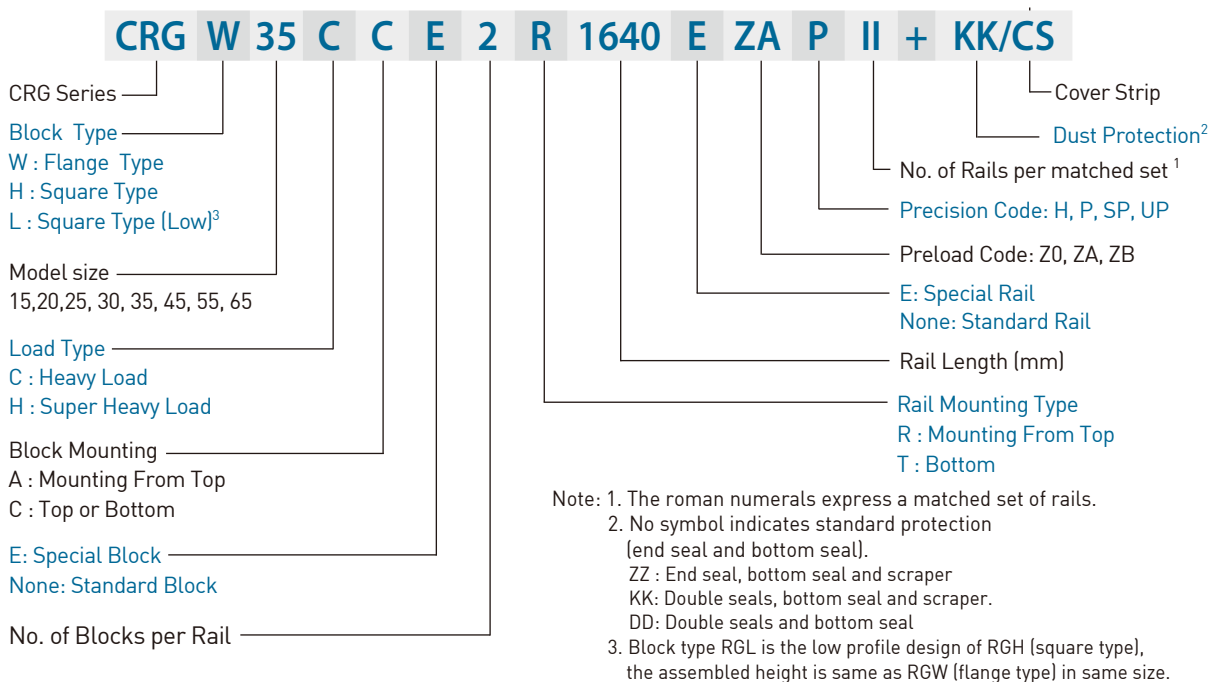 CRG W 35 C C E 2 R 1640 E ZA P II + KK/CS
CRG Series
Block Type
W : Flange Type
H : Square Type
L : Square Type (Low)3
Model size
15,20,25, 30, 35, 45, 55, 65
Load Type
C : Heavy Load
H : Super Heavy Load
Block Mounting
A : Mounting From Top
C : Top or Bottom
E: Special Block
None: Standard Block
No. of Blocks per Rail
Cover Strip
Dust Protection2
No. of Rails per matched set 1
Precision Code: H, P, SP, UP
Preload Code: Z0, ZA, ZB
E: Special Rail
None: Standard Rail
Rail Length (mm)
Rail Mounting Type
R : Mounting From Top
T : Bottom
Note: 1. The roman numerals express a matched set of rails.
2. No symbol indicates standard protection
(end seal and bottom seal).
ZZ : End seal, bottom seal and scraper
KK: Double seals, bottom seal and scraper.
DD: Double seals and bottom seal
3. Block type RGL is the low profile design of RGH (square type),
the assembled height is same as RGW (flange type) in same size.